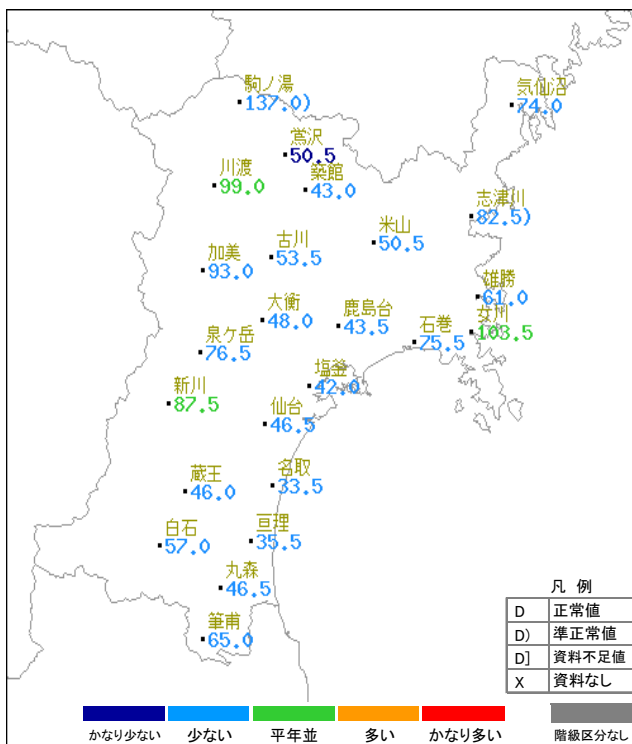 駒ノ湯
137.0)
気仙沼
74.0
鶯沢
50.5
川渡
99.0
築館
43.0
志津川
82.5)
米山
50.5
古川
53.5
加美
93.0
雄勝
61.0
大衡
48.0
鹿島台
43.5
女川
103.5
石巻
75.5
泉ケ岳
76.5
塩釜
42.0
新川
87.5
仙台
46.5
名取
33.5
蔵王
46.0
亘理
35.5
白石
57.0
丸森
46.5
筆甫
65.0
凡 例
D 正常値
D) 準正常値
D] 資料不足値
X 資料なし
かなり少ない 少ない 平年並 多い かなり多い 階級区分なし